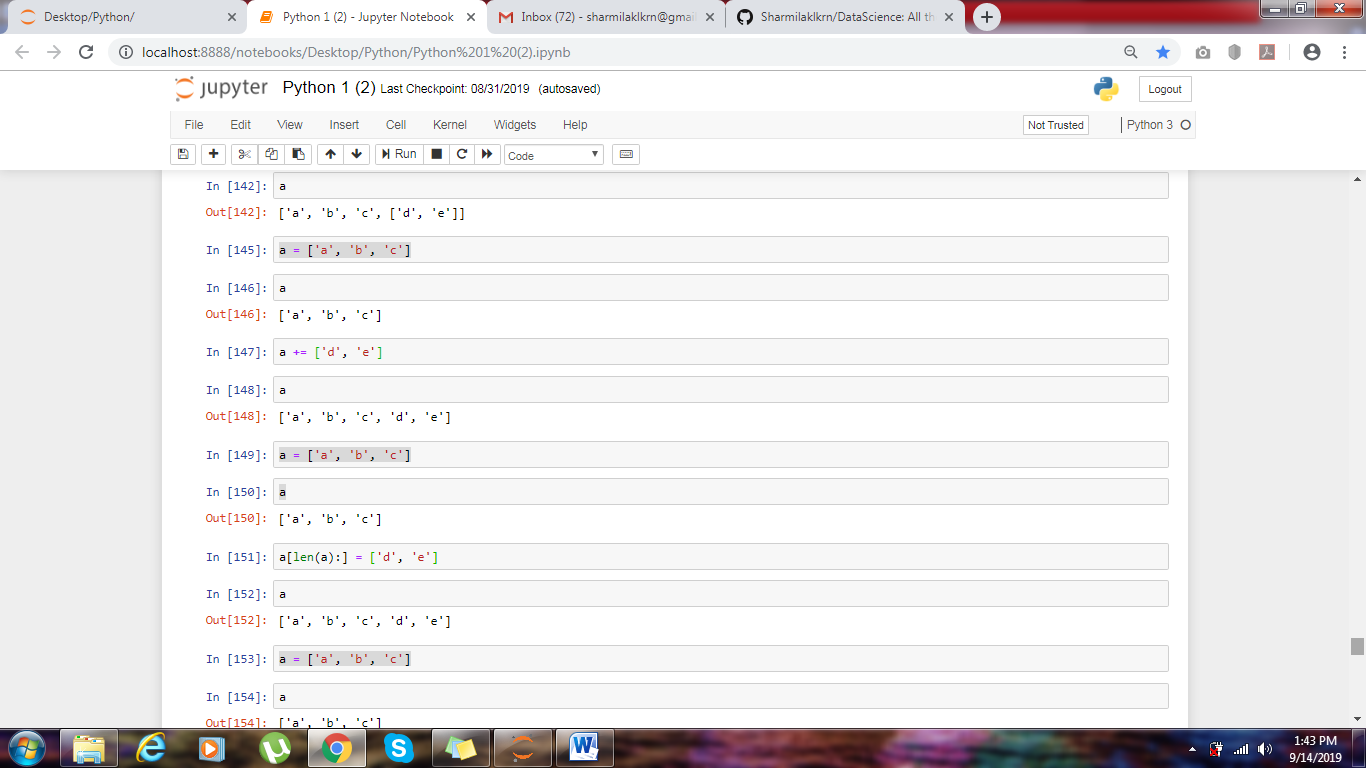 Desktop/Python/
Python 1 (2) - Jupyter Notebook
Inbox (72) - sharmilaklkrn@gmai
Sharmilaklkrn/DataScience: All th
localhost:8888/notebooks/Desktop/Python/Python%201%20(2).ipynb
jupyter Python 1 (2) Last Checkpoint: 08/31/2019 (autosaved)
Logout
File Edit View Insert Cell Kernel Widgets Help
Not Trusted
Python 3
Run
Code
In [142]: a
Out[142]: ['a', 'b', 'c', ['d', 'e']]
In [145]: a = ['a', 'b', 'c']
In [146]: a
Out[146]: ['a', 'b', 'c']
In [147]: a += ['d', 'e']
In [148]: a
Out[148]: ['a', 'b', 'c', 'd', 'e']
In [149]: a = ['a', 'b', 'c']
In [150]: a
Out[150]: ['a', 'b', 'c']
In [151]: a[len(a):] = ['d', 'e']
In [152]: a
Out[152]: ['a', 'b', 'c', 'd', 'e']
In [153]: a = ['a', 'b', 'c']
In [154]: a
Out[154]: ['a', 'b', 'c']
1:43 PM
9/14/2019